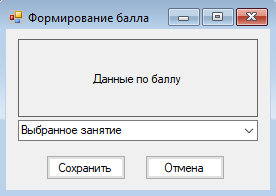 Формирование балла
Данные по баллу
Выбранное занятие
Сохранить
Отмена